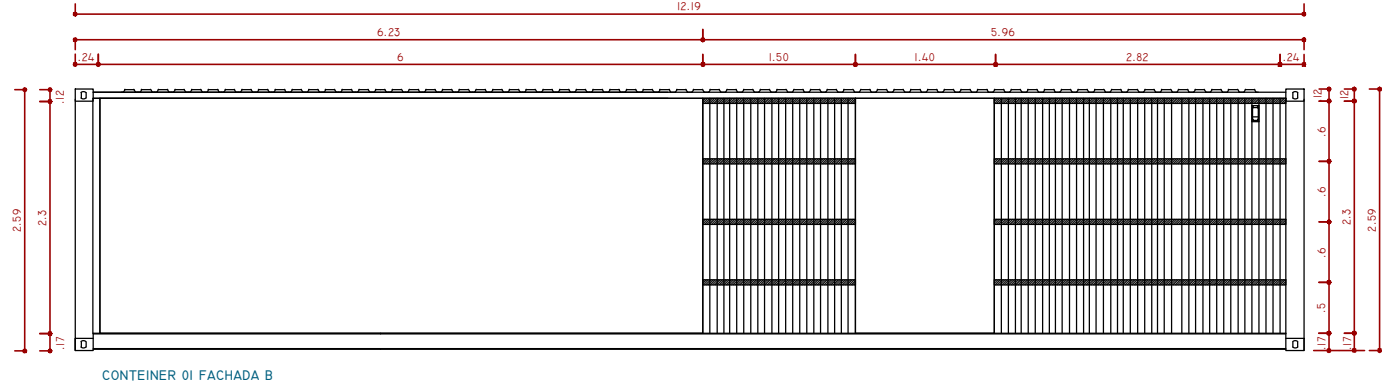 12.19
6.23 5.96
.24 6 1.50 1.40 2.82 .24
.12 12 12
.6
.6
2.59 2.3 2.3 2.59
.6
.5
.17 .17 .17
CONTEINER 01 FACHADA B